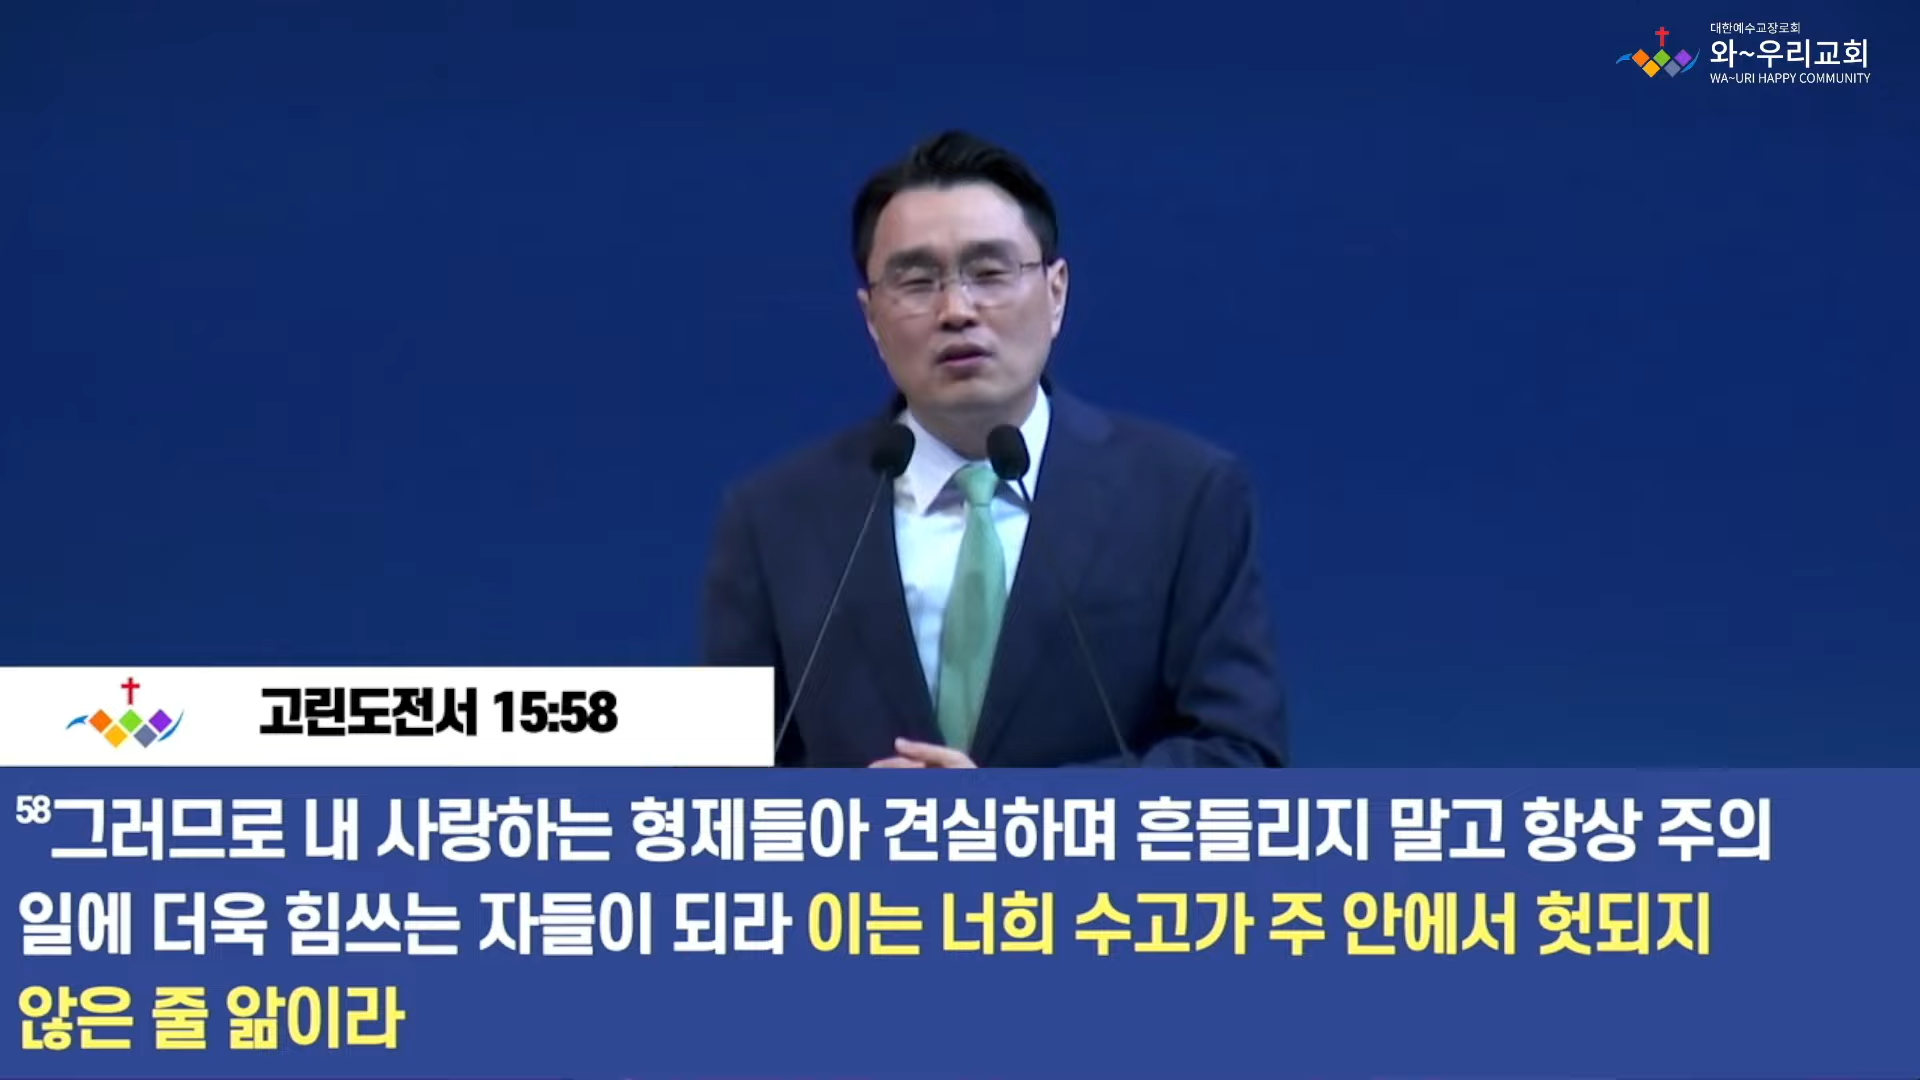 대한예수교장로회
와~우리교회
WA~URI HAPPY COMMUNITY
고린도전서 15:58
58그러므로 내 사랑하는 형제들아 견실하며 흔들리지 말고 항상 주의
일에 더욱 힘쓰는 자들이 되라 이는 너희 수고가 주 안에서 헛되지
않은 줄 앎이라